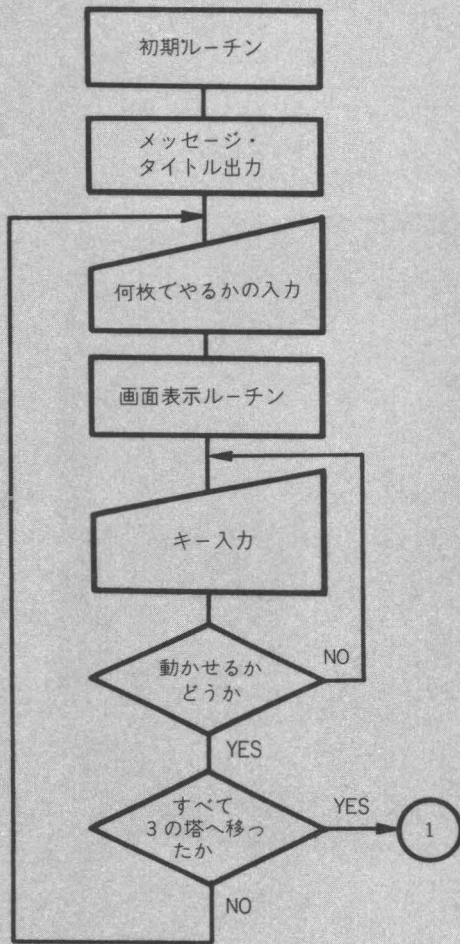 初期ルーチン
メッセージ・
タイトル出力
何枚でやるかの入力
画面表示ルーチン
キー入力
動かせるか
どうか
NO
YES
すべて
3の塔へ移っ
たか
YES
1
NO